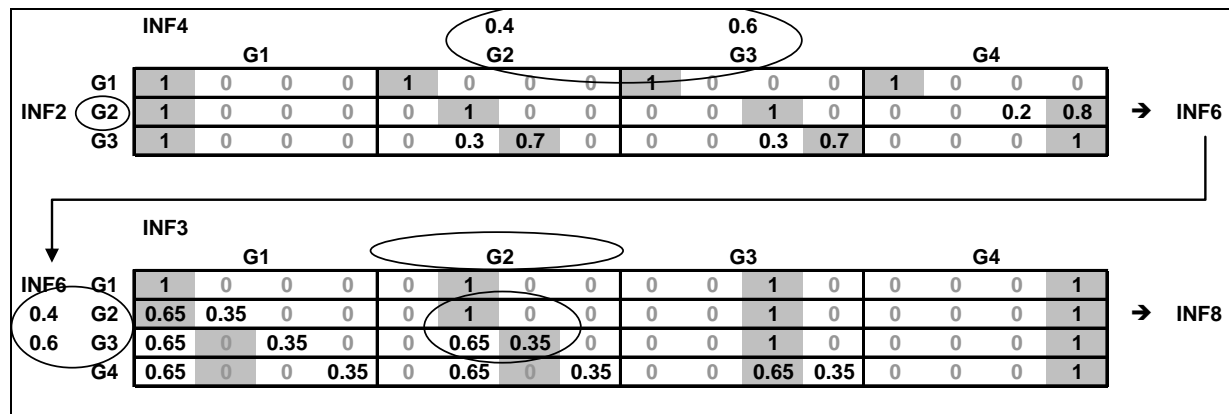 INF4 0.4 0.6
G1 G2 G3 G4
G1 1 0 0 0 1 0 0 0 1 0 0 0 1 0 0 0
INF2 G2 1 0 0 0 0 1 0 0 0 0 1 0 0 0 0.2 0.8 ➔ INF6
G3 1 0 0 0 0 0.3 0.7 0 0 0 0.3 0.7 0 0 0 1
INF3
G1 G2 G3 G4
INF6 G1 1 0 0 0 0 1 0 0 0 0 1 0 0 0 0 1
0.4 G2 0.65 0.35 0 0 0 1 0 0 0 0 1 0 0 0 0 1 ➔ INF8
0.6 G3 0.65 0 0.35 0 0 0.65 0.35 0 0 0 1 0 0 0 0 1
G4 0.65 0 0 0.35 0 0.65 0 0.35 0 0 0.65 0.35 0 0 0 1